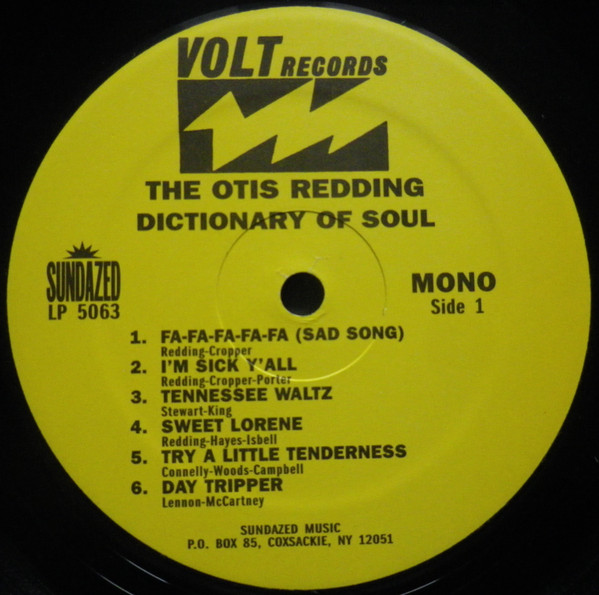 VOLT RECORDS
THE OTIS REDDING
DICTIONARY OF SOUL
SUNDAZED
LP 5063
MONO
Side 1
1. FA-FA-FA-FA-FA (SAD SONG)
Redding-Cropper
2. I'M SICK Y'ALL
Redding-Cropper-Porter
3. TENNESSEE WALTZ
Stewart-King
4. SWEET LORENE
Redding-Hayes-Isbell
5. TRY A LITTLE TENDERNESS
Connelly-Woods-Campbell
6. DAY TRIPPER
Lennon-McCartney
SUNDAZED MUSIC
P.O. BOX 85, COXSACKIE, NY 12051